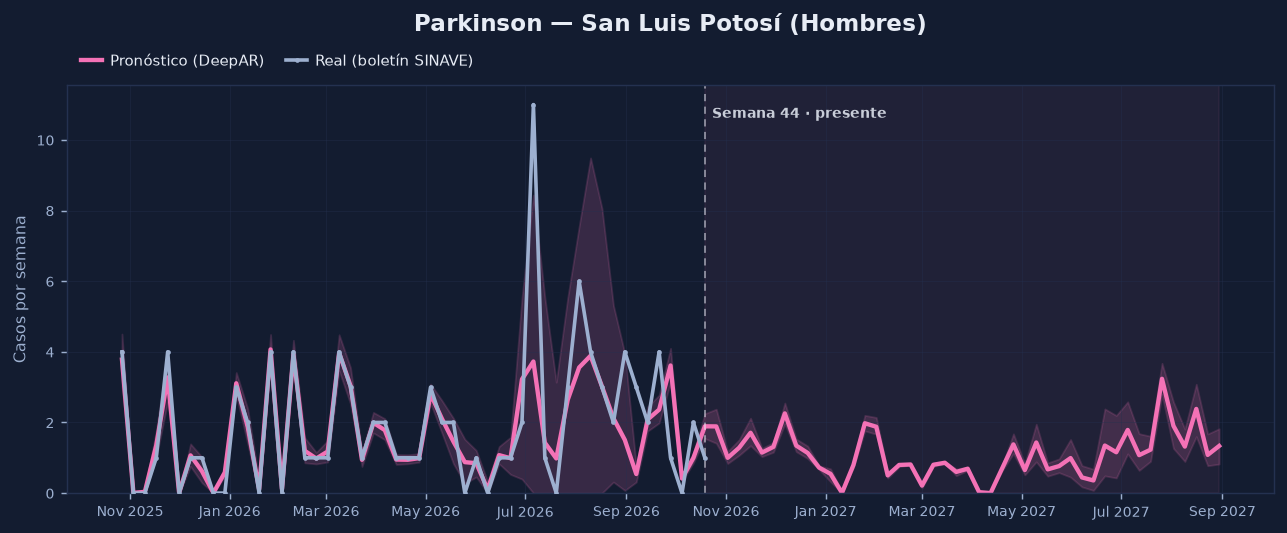 Parkinson — San Luis Potosí (Hombres)
Pronóstico (DeepAR)
Real (boletín SINAVE)
Semana 44 · presente
Casos por semana
10
8
6
4
2
0
Nov 2025
Jan 2026
Mar 2026
May 2026
Jul 2026
Sep 2026
Nov 2026
Jan 2027
Mar 2027
May 2027
Jul 2027
Sep 2027